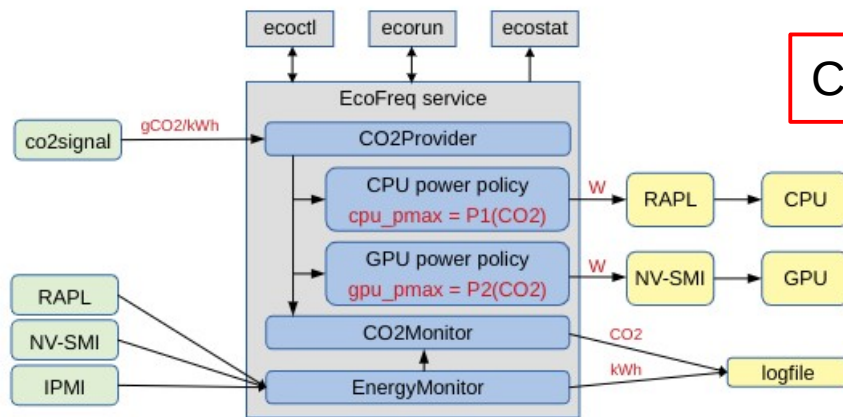 ecoctl
ecorun
ecostat
EcoFreq service
C
co2signal
gCO2/kWh
CO2Provider
CPU power policy
cpu_pmax = P1(CO2)
W
RAPL
CPU
GPU power policy
gpu_pmax = P2(CO2)
W
NV-SMI
GPU
RAPL
NV-SMI
IPMI
CO2Monitor
CO2
EnergyMonitor
kWh
logfile